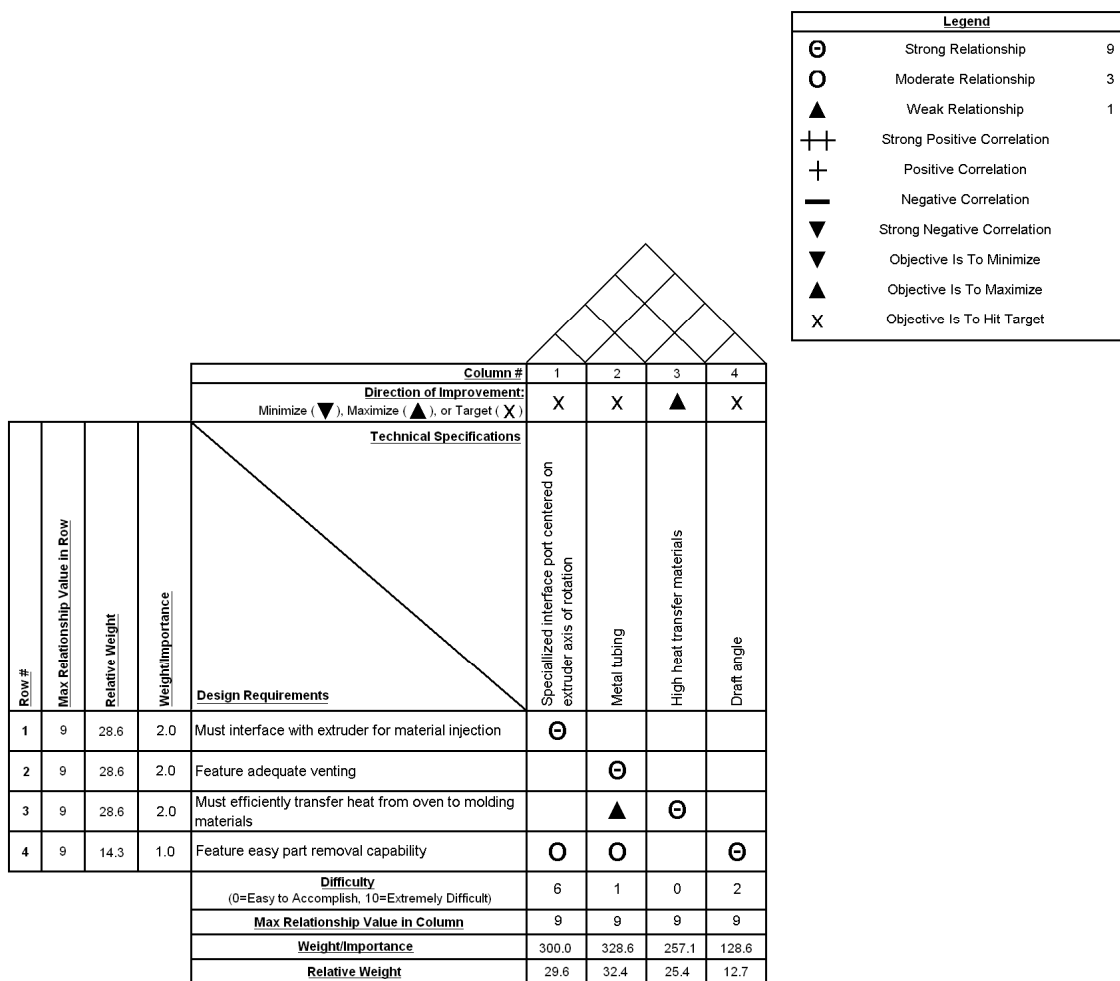 Legend
Θ Strong Relationship 9
Ο Moderate Relationship 3
▲ Weak Relationship 1
┼┼ Strong Positive Correlation
┼ Positive Correlation
▬ Negative Correlation
▼ Strong Negative Correlation
▼ Objective Is To Minimize
▲ Objective Is To Maximize
X Objective Is To Hit Target
Column # 1 2 3 4
Direction of Improvement:
Minimize (▼), Maximize (▲), or Target (X) X X ▲ X
Technical Specifications
Row #
Max Relationship Value in Row
Relative Weight
Weight/Importance
Design Requirements
Speciallized interface port centered on
extruder axis of rotation
Metal tubing
High heat transfer materials
Draft angle
1 9 28.6 2.0 Must interface with extruder for material injection Θ
2 9 28.6 2.0 Feature adequate venting Θ
3 9 28.6 2.0 Must efficiently transfer heat from oven to molding
materials ▲ Θ
4 9 14.3 1.0 Feature easy part removal capability Ο Ο Θ
Difficulty
(0=Easy to Accomplish, 10=Extremely Difficult) 6 1 0 2
Max Relationship Value in Column 9 9 9 9
Weight/Importance 300.0 328.6 257.1 128.6
Relative Weight 29.6 32.4 25.4 12.7